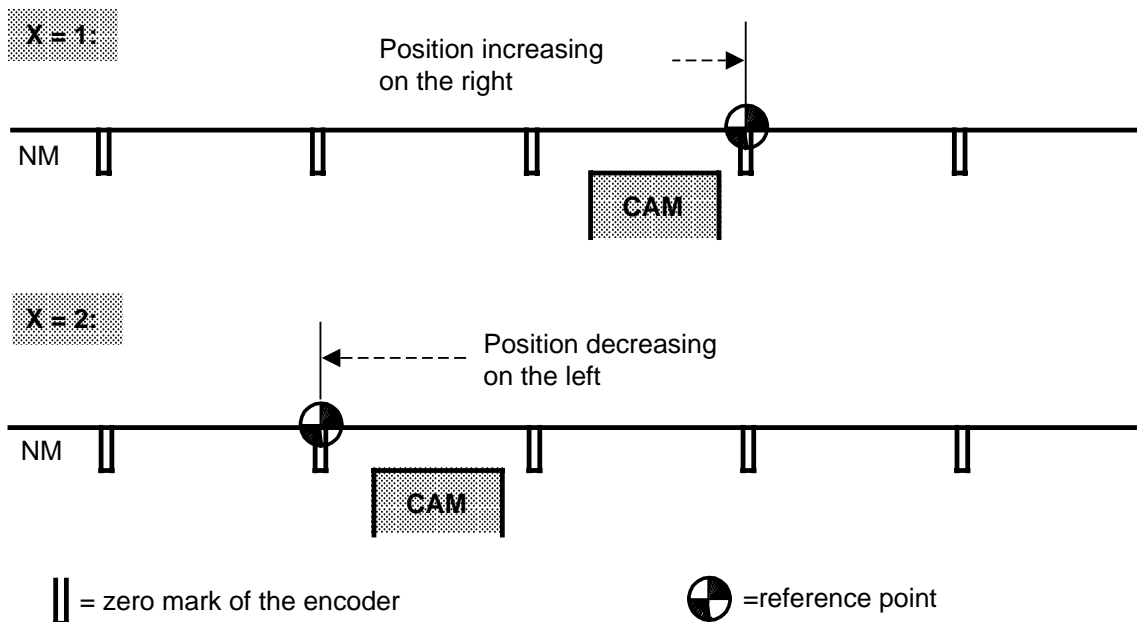 X = 1:
Position increasing
on the right
NM
CAM
X = 2:
Position decreasing
on the left
NM
CAM
= zero mark of the encoder
=reference point